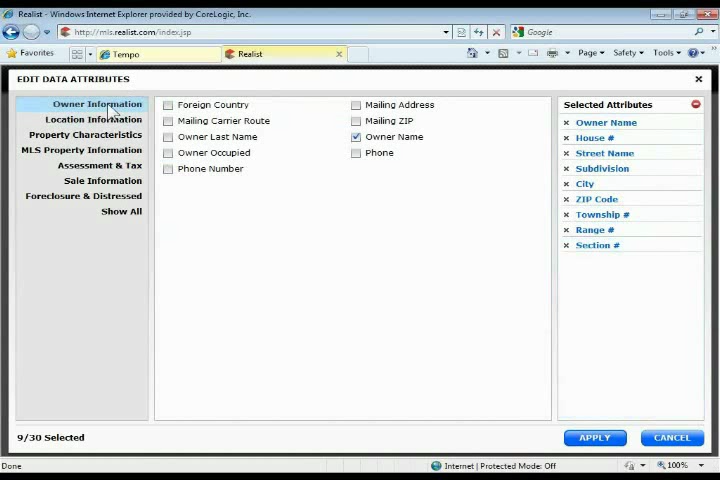 Realist - Windows Internet Explorer provided by CoreLogic, Inc.
http://mls.realist.com/index.jsp
Google
Favorites
Tempo
Realist
Page
Safety
Tools
EDIT DATA ATTRIBUTES
Owner Information
Location Information
Property Characteristics
MLS Property Information
Assessment & Tax
Sale Information
Foreclosure & Distressed
Show All
Foreign Country
Mailing Address
Mailing Carrier Route
Mailing ZIP
Owner Last Name
Owner Name
Owner Occupied
Phone
Phone Number
Selected Attributes
Owner Name
House #
Street Name
Subdivision
City
ZIP Code
Township #
Range #
Section #
9/30 Selected
APPLY
CANCEL
Done
Internet | Protected Mode: Off
100%